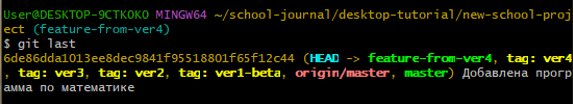 User@DESKTOP-9CTKOKO MINGW64 ~/school-journal/desktop-tutorial/new-school-proj
ect (feature-from-ver4)
$ git last
6de86dda1013ee8dec9841f95518801f65f12c44 (HEAD -> feature-from-ver4, tag: ver4
, tag: ver3, tag: ver2, tag: ver1-beta, origin/master, master) Добавлена прогр
амма по математике